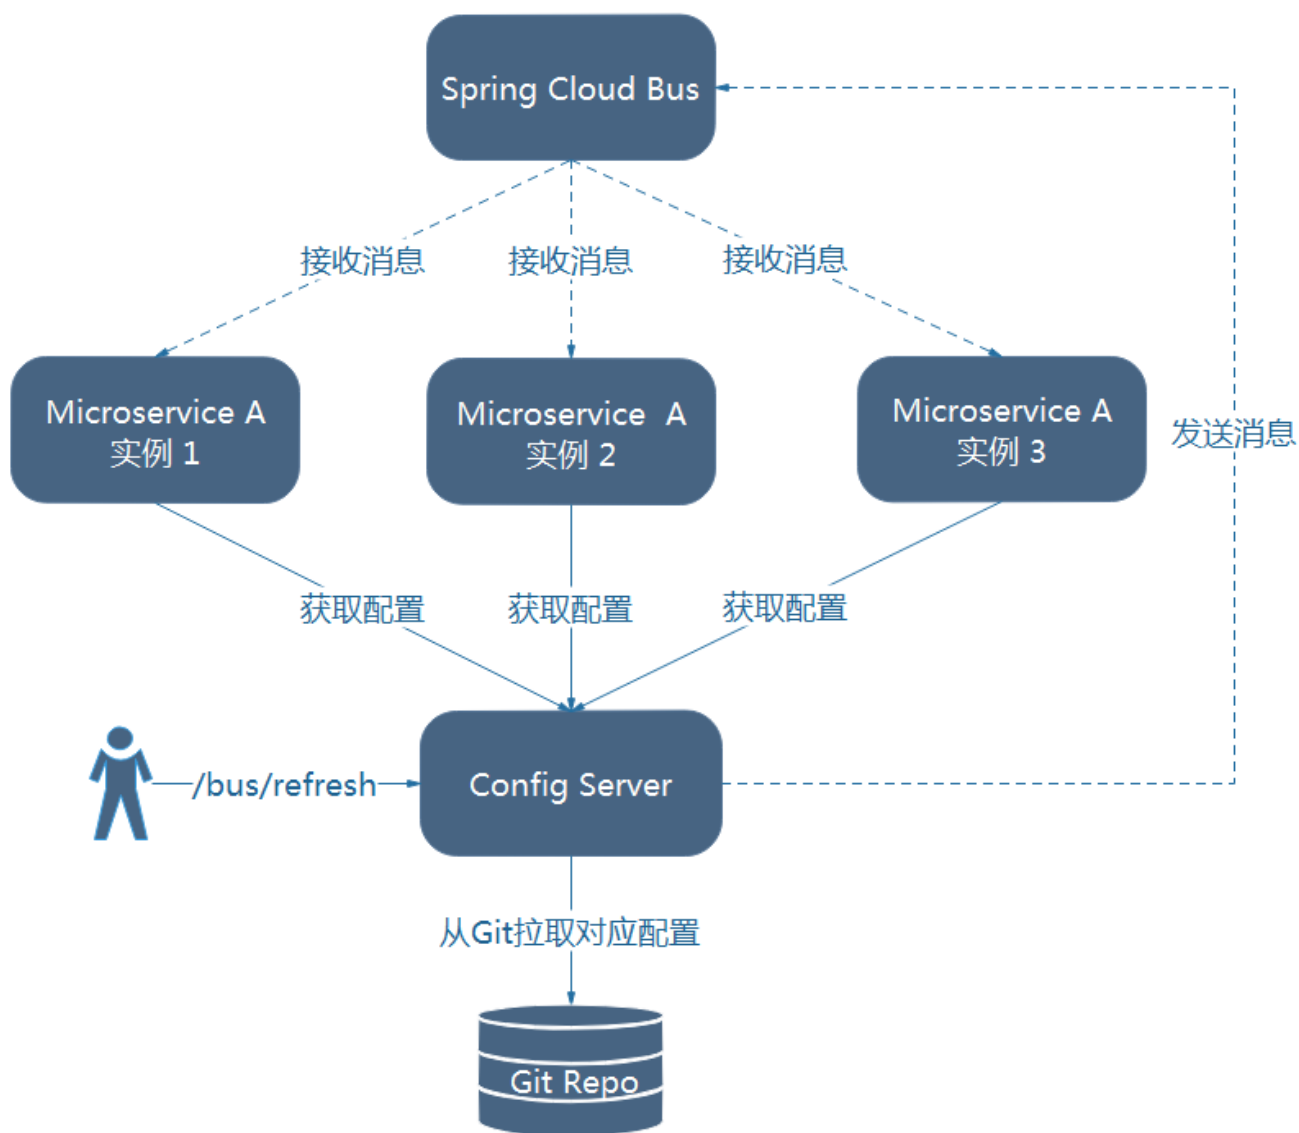 Spring Cloud Bus
接收消息
接收消息
接收消息
Microservice A
实例 1
Microservice  A
实例 2
Microservice A
实例 3
发送消息
获取配置
获取配置
获取配置
/bus/refresh
Config Server
从Git拉取对应配置
Git Repo